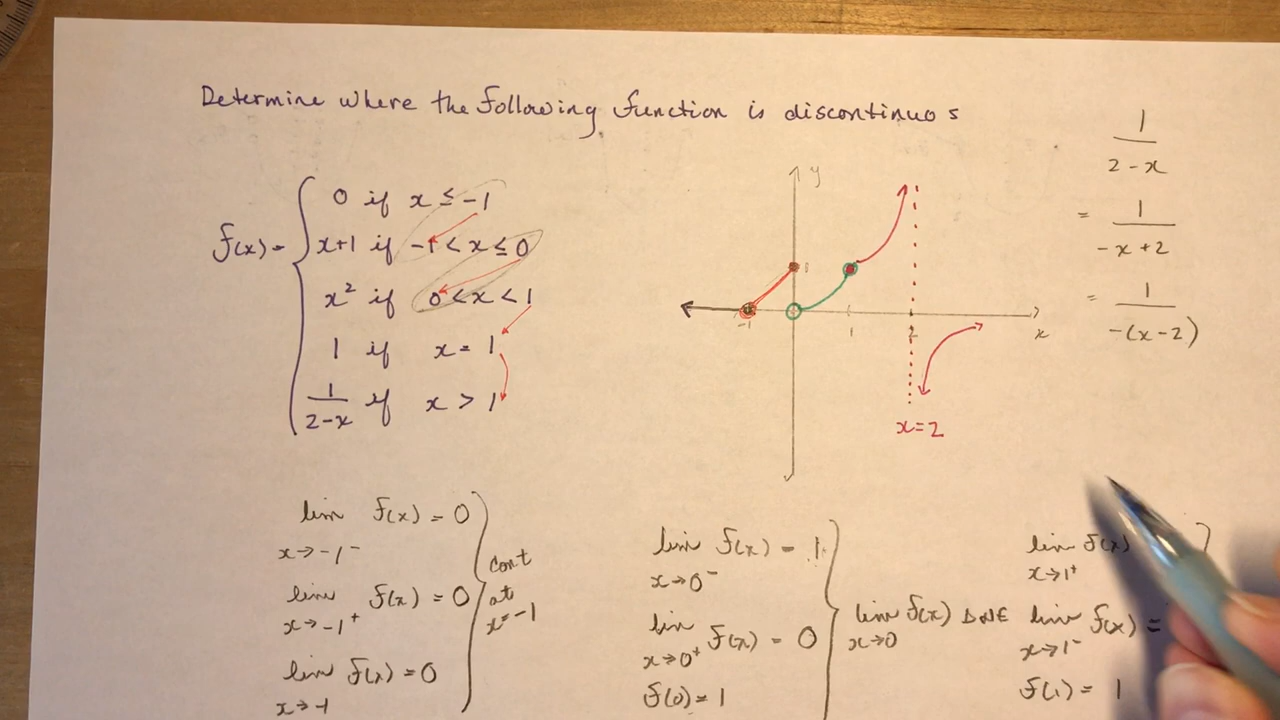 Determine where the following function is discontinuos
f(x) = { 0 if x ≤ -1
x+1 if -1 < x ≤ 0
x² if 0 < x < 1
1 if x = 1
1/(2-x) if x > 1
y
1
-1 1 2 x
x=2
1/(2-x)
= 1/(-x+2)
= 1/(-(x-2))
lim f(x) = 0
x→-1⁻
lim f(x) = 0
x→-1⁺
lim f(x) = 0
x→-1
cont
at
x=-1
lim f(x) = 1
x→0⁻
lim f(x) = 0
x→0⁺
f(0) = 1
lim f(x) DNE
x→0
lim f(x)
x→1⁺
lim f(x) =
x→1⁻
f(1) = 1